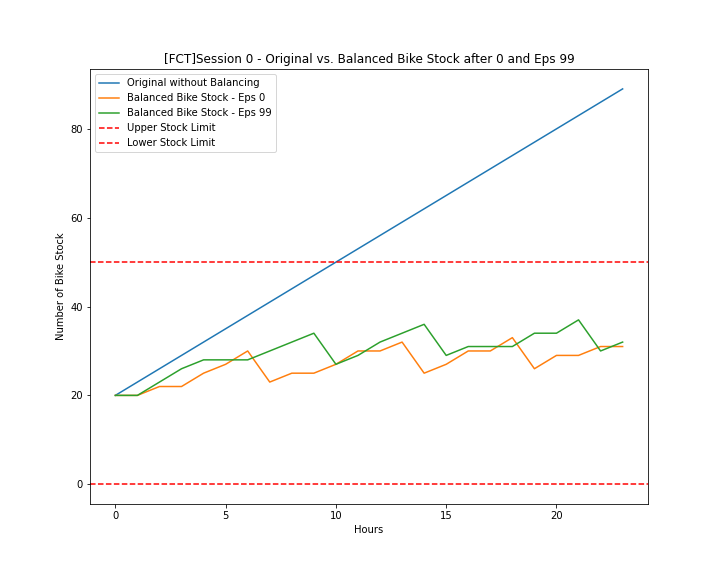 [FCT]Session 0 - Original vs. Balanced Bike Stock after 0 and Eps 99
Original without Balancing
Balanced Bike Stock - Eps 0
Balanced Bike Stock - Eps 99
Upper Stock Limit
Lower Stock Limit
Number of Bike Stock
80
60
40
20
0
0 5 10 15 20
Hours